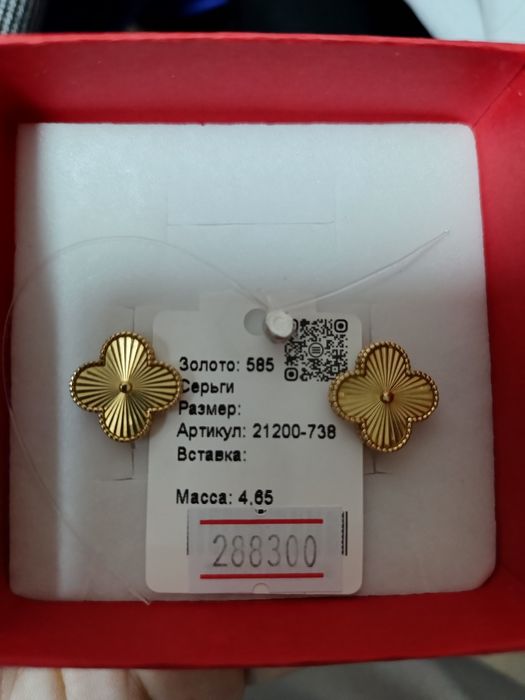 Золото: 585
Серьги
Размер:
Артикул: 21200-738
Вставка:
Масса: 4,65
288300